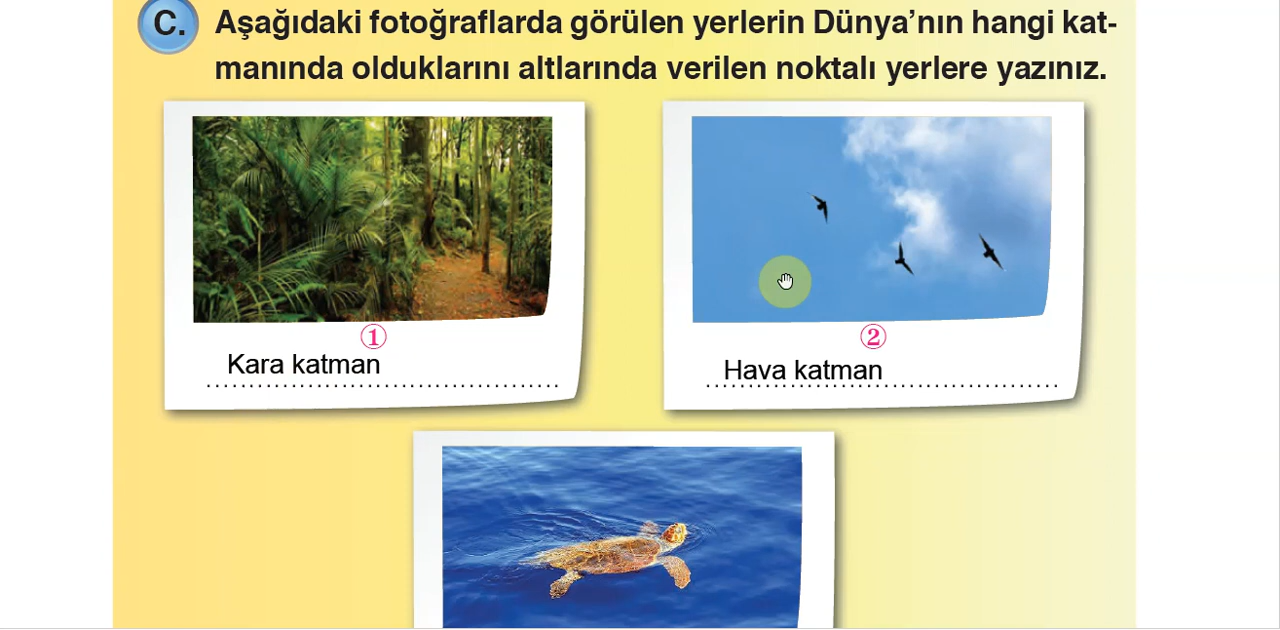 C. Aşağıdaki fotoğraflarda görülen yerlerin Dünya’nın hangi kat-
manında olduklarını altlarında verilen noktalı yerlere yazınız.
①
Kara katman
②
Hava katman